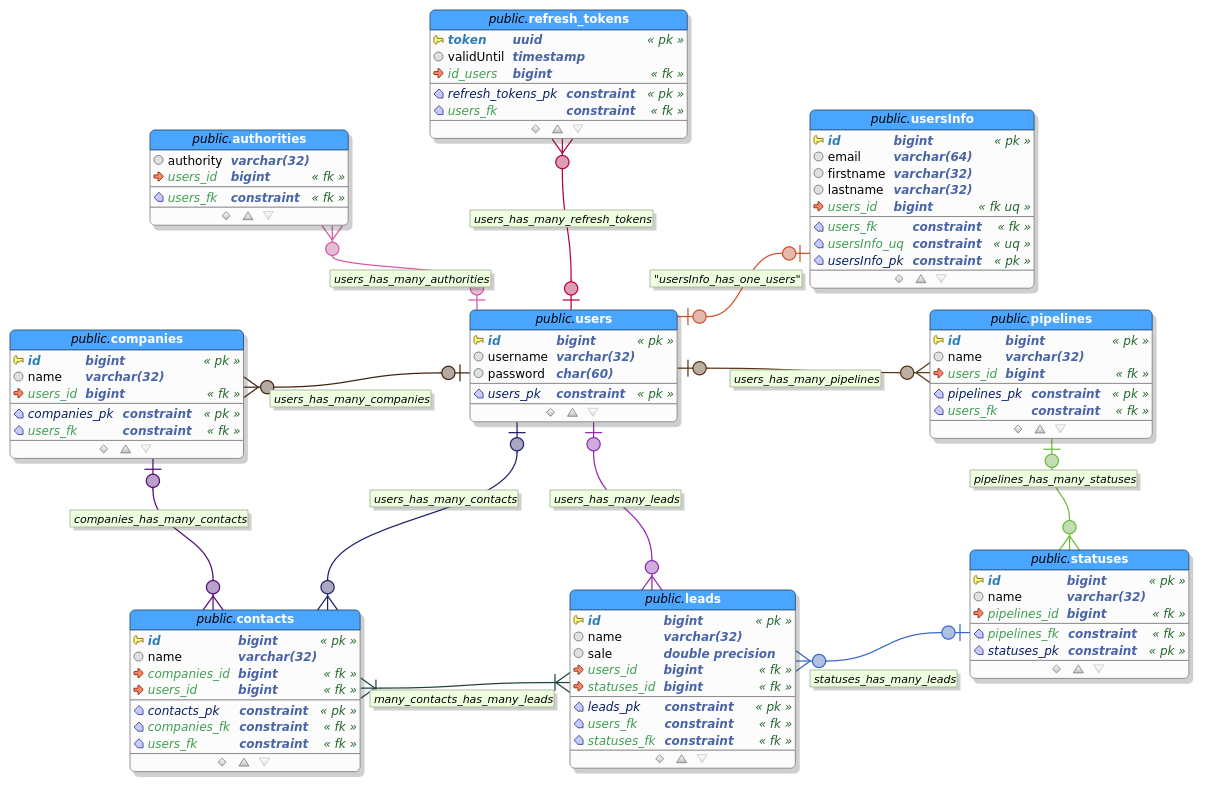 public.refresh_tokens
token uuid « pk »
validUntil timestamp
id_users bigint « fk »
refresh_tokens_pk constraint « pk »
users_fk constraint « fk »
public.usersInfo
id bigint « pk »
email varchar(64)
firstname varchar(32)
lastname varchar(32)
users_id bigint « fk uq »
users_fk constraint « fk »
usersInfo_uq constraint « uq »
usersInfo_pk constraint « pk »
public.authorities
authority varchar(32)
users_id bigint « fk »
users_fk constraint « fk »
users_has_many_refresh_tokens
users_has_many_authorities
"usersInfo_has_one_users"
public.companies
id bigint « pk »
name varchar(32)
users_id bigint « fk »
companies_pk constraint « pk »
users_fk constraint « fk »
users_has_many_companies
public.users
id bigint « pk »
username varchar(32)
password char(60)
users_pk constraint « pk »
users_has_many_pipelines
public.pipelines
id bigint « pk »
name varchar(32)
users_id bigint « fk »
pipelines_pk constraint « pk »
users_fk constraint « fk »
pipelines_has_many_statuses
users_has_many_contacts
users_has_many_leads
companies_has_many_contacts
public.contacts
id bigint « pk »
name varchar(32)
companies_id bigint « fk »
users_id bigint « fk »
contacts_pk constraint « pk »
companies_fk constraint « fk »
users_fk constraint « fk »
many_contacts_has_many_leads
public.leads
id bigint « pk »
name varchar(32)
sale double precision
users_id bigint « fk »
statuses_id bigint « fk »
leads_pk constraint « pk »
users_fk constraint « fk »
statuses_fk constraint « fk »
statuses_has_many_leads
public.statuses
id bigint « pk »
name varchar(32)
pipelines_id bigint « fk »
pipelines_fk constraint « fk »
statuses_pk constraint « pk »